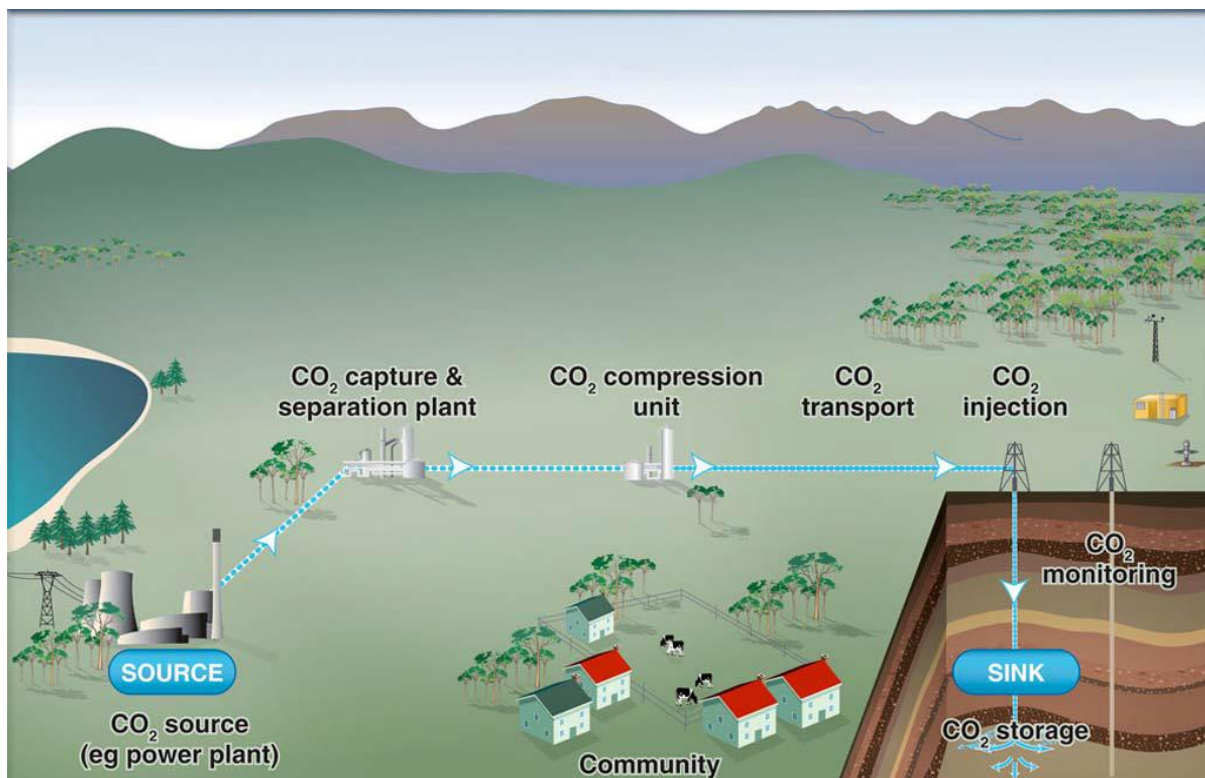 CO₂ capture &
separation plant
CO₂ compression
unit
CO₂
transport
CO₂
injection
CO₂
monitoring
SOURCE
CO₂ source
(eg power plant)
Community
SINK
CO₂ storage